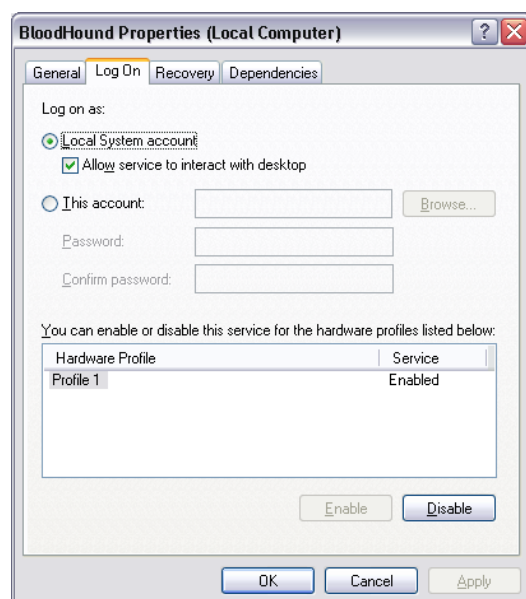 BloodHound Properties (Local Computer)
General Log On Recovery Dependencies
Log on as:
Local System account
Allow service to interact with desktop
This account: Browse...
Password:
Confirm password:
You can enable or disable this service for the hardware profiles listed below:
Hardware Profile Service
Profile 1 Enabled
Enable Disable
OK Cancel Apply